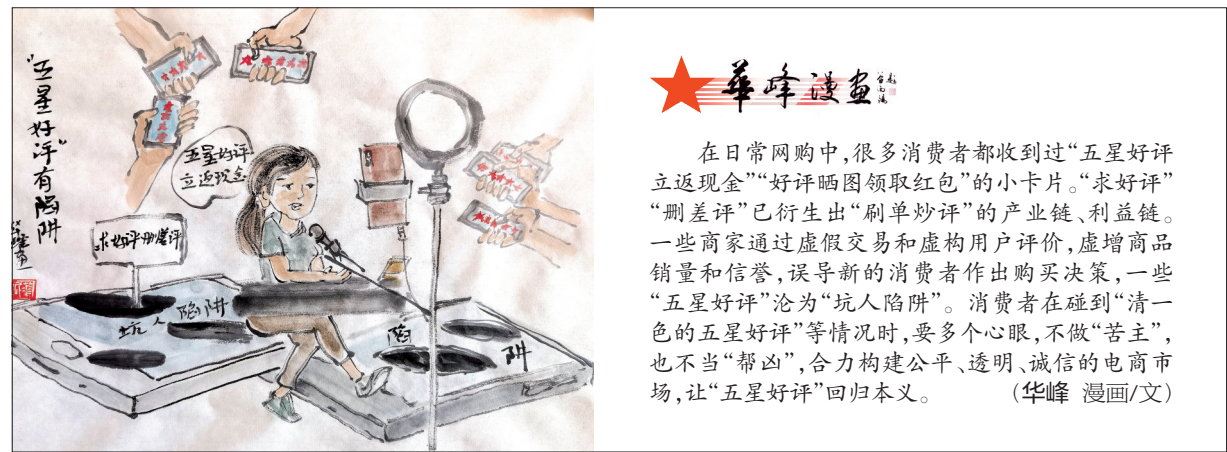 "五星好评"有陷阱
五星好评
立返现金
求好评删差评
坑人陷阱
陷阱
華峰漫畫
在日常网购中,很多消费者都收到过“五星好评
立返现金”“好评晒图领取红包”的小卡片。“求好评”
“删差评”已衍生出“刷单炒评”的产业链、利益链。
一些商家通过虚假交易和虚构用户评价,虚增商品
销量和信誉,误导新的消费者作出购买决策,一些
“五星好评”沦为“坑人陷阱”。消费者在碰到“清一
色的五星好评”等情况时,要多个心眼,不做“苦主”,
也不当“帮凶”,合力构建公平、透明、诚信的电商市
场,让“五星好评”回归本义。 (华峰 漫画/文)